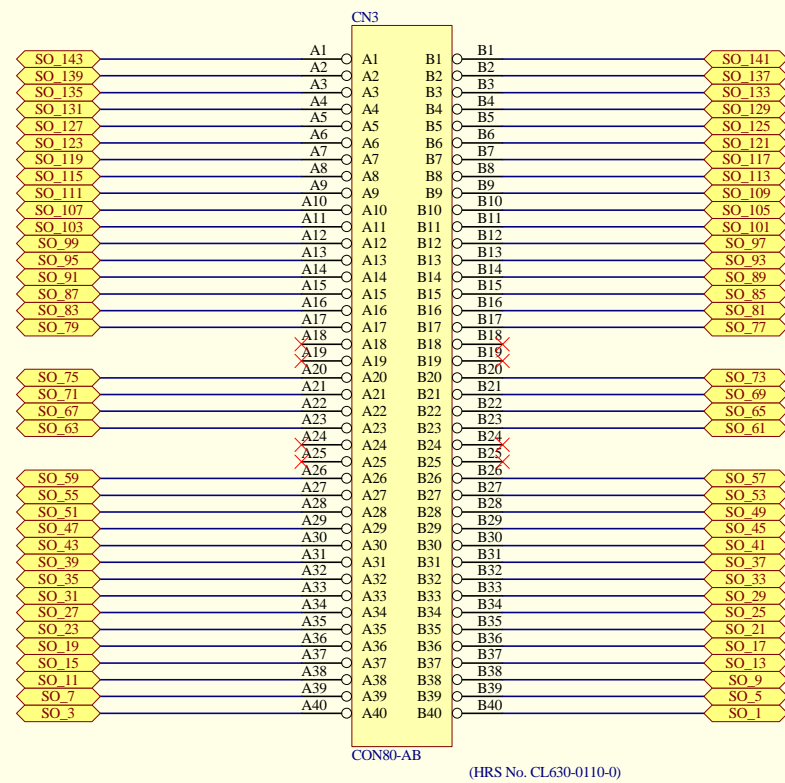 CN3
SO_143 A1 A1 B1 B1 SO_141
SO_139 A2 A2 B2 B2 SO_137
SO_135 A3 A3 B3 B3 SO_133
SO_131 A4 A4 B4 B4 SO_129
SO_127 A5 A5 B5 B5 SO_125
SO_123 A6 A6 B6 B6 SO_121
SO_119 A7 A7 B7 B7 SO_117
SO_115 A8 A8 B8 B8 SO_113
SO_111 A9 A9 B9 B9 SO_109
SO_107 A10 A10 B10 B10 SO_105
SO_103 A11 A11 B11 B11 SO_101
SO_99 A12 A12 B12 B12 SO_97
SO_95 A13 A13 B13 B13 SO_93
SO_91 A14 A14 B14 B14 SO_89
SO_87 A15 A15 B15 B15 SO_85
SO_83 A16 A16 B16 B16 SO_81
SO_79 A17 A17 B17 B17 SO_77
A18 A18 B18 B18
A19 A19 B19 B19
SO_75 A20 A20 B20 B20 SO_73
SO_71 A21 A21 B21 B21 SO_69
SO_67 A22 A22 B22 B22 SO_65
SO_63 A23 A23 B23 B23 SO_61
A24 A24 B24 B24
A25 A25 B25 B25
SO_59 A26 A26 B26 B26 SO_57
SO_55 A27 A27 B27 B27 SO_53
SO_51 A28 A28 B28 B28 SO_49
SO_47 A29 A29 B29 B29 SO_45
SO_43 A30 A30 B30 B30 SO_41
SO_39 A31 A31 B31 B31 SO_37
SO_35 A32 A32 B32 B32 SO_33
SO_31 A33 A33 B33 B33 SO_29
SO_27 A34 A34 B34 B34 SO_25
SO_23 A35 A35 B35 B35 SO_21
SO_19 A36 A36 B36 B36 SO_17
SO_15 A37 A37 B37 B37 SO_13
SO_11 A38 A38 B38 B38 SO_9
SO_7 A39 A39 B39 B39 SO_5
SO_3 A40 A40 B40 B40 SO_1
CON80-AB
(HRS No. CL630-0110-0)